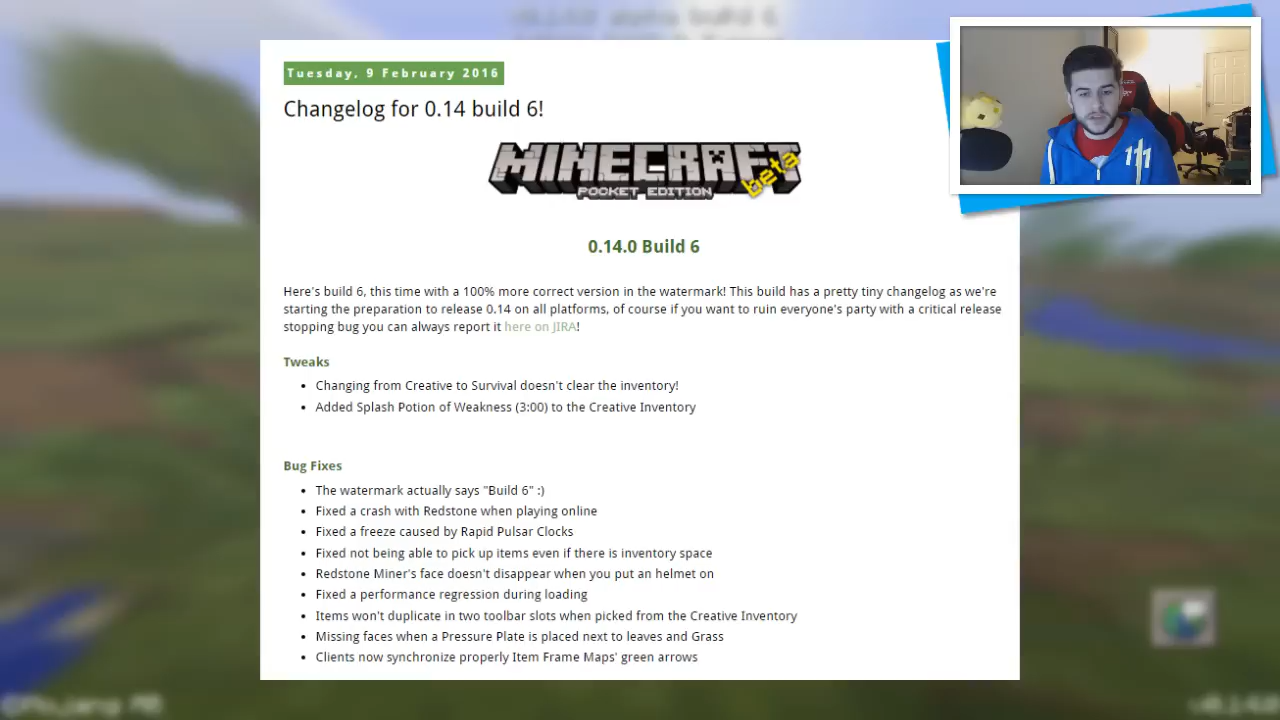 v0.14.0 alpha build 6
Tuesday, 9 February 2016
Changelog for 0.14 build 6!
MINECRAFT
beta
POCKET EDITION
111
0.14.0 Build 6
Here's build 6, this time with a 100% more correct version in the watermark! This build has a pretty tiny changelog as we're
starting the preparation to release 0.14 on all platforms, of course if you want to ruin everyone's party with a critical release
stopping bug you can always report it here on JIRA!
Tweaks
• Changing from Creative to Survival doesn't clear the inventory!
• Added Splash Potion of Weakness (3:00) to the Creative Inventory
Bug Fixes
• The watermark actually says "Build 6" :)
• Fixed a crash with Redstone when playing online
• Fixed a freeze caused by Rapid Pulsar Clocks
• Fixed not being able to pick up items even if there is inventory space
• Redstone Miner's face doesn't disappear when you put an helmet on
• Fixed a performance regression during loading
• Items won't duplicate in two toolbar slots when picked from the Creative Inventory
• Missing faces when a Pressure Plate is placed next to leaves and Grass
• Clients now synchronize properly Item Frame Maps' green arrows
©Mojang AB